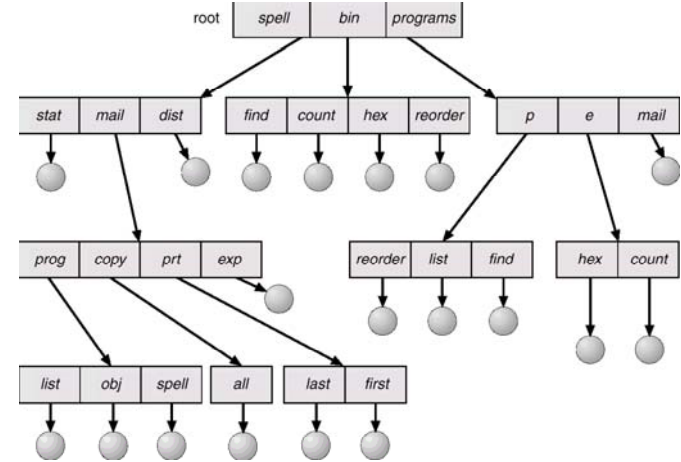 root spell bin programs
stat mail dist find count hex reorder p e mail
prog copy prt exp reorder list find hex count
list obj spell all last first